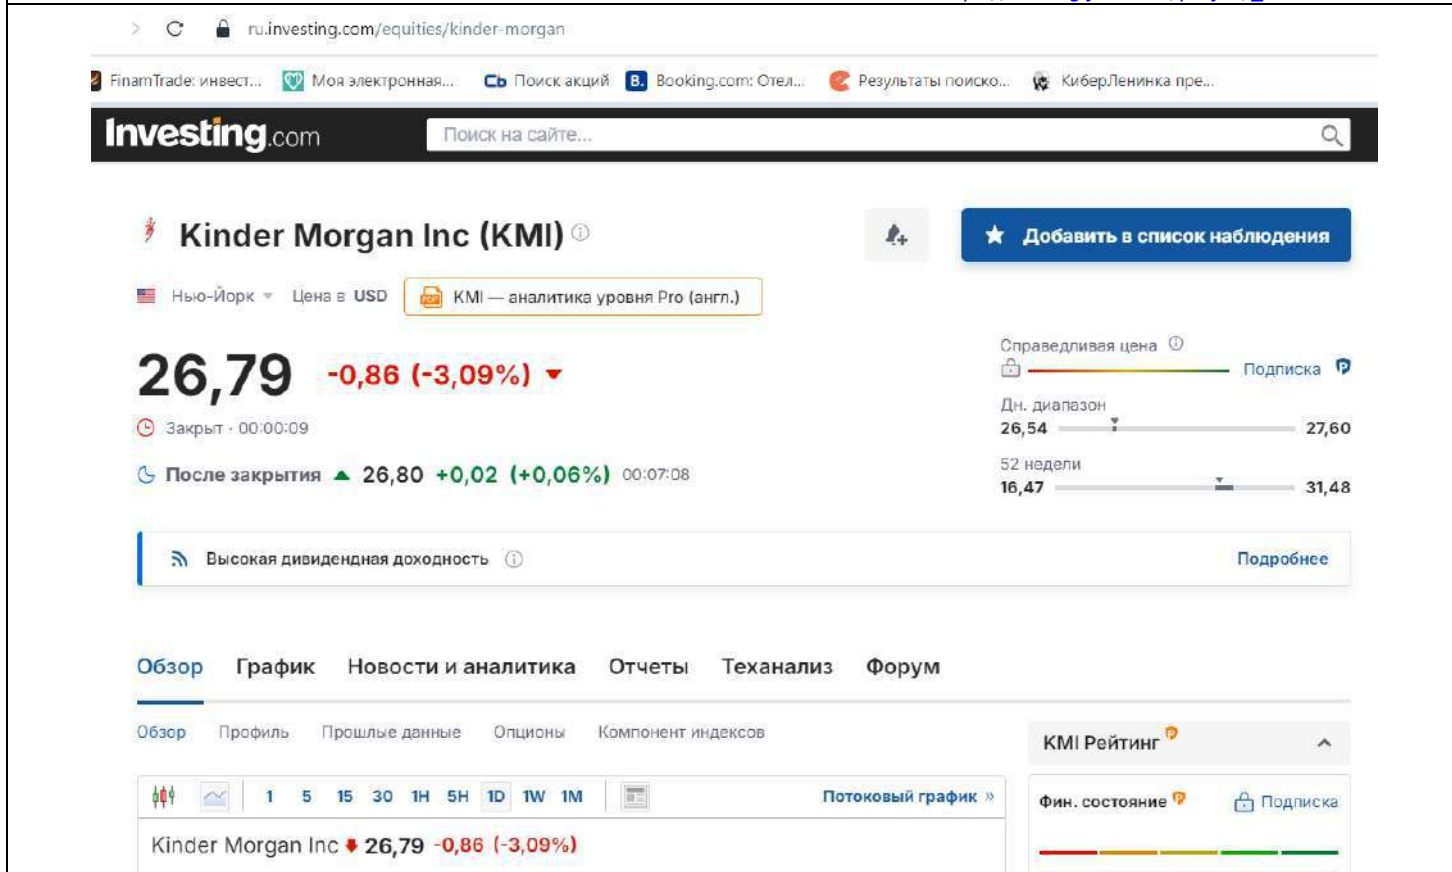 ru.investing.com/equities/kinder-morgan
FinamTrade: инвест... Моя электронная... Сb Поиск акций B. Booking.com: Отел... Результаты поиско... КиберЛенинка пре...
Investing.com Поиск на сайте...
Kinder Morgan Inc (KMI)
Добавить в список наблюдения
Нью-Йорк Цена в USD KMI — аналитика уровня Pro (англ.)
26,79 -0,86 (-3,09%)
Закрыт · 00:00:09
После закрытия 26,80 +0,02 (+0,06%) 00:07:08
Справедливая цена
Подписка
Дн. диапазон
26,54 27,60
52 недели
16,47 31,48
Высокая дивидендная доходность Подробнее
Обзор График Новости и аналитика Отчеты Теханализ Форум
Обзор Профиль Прошлые данные Опционы Компонент индексов
1 5 15 30 1H 5H 1D 1W 1M Потоковый график »
Kinder Morgan Inc 26,79 -0,86 (-3,09%)
KMI Рейтинг
Фин. состояние Подписка